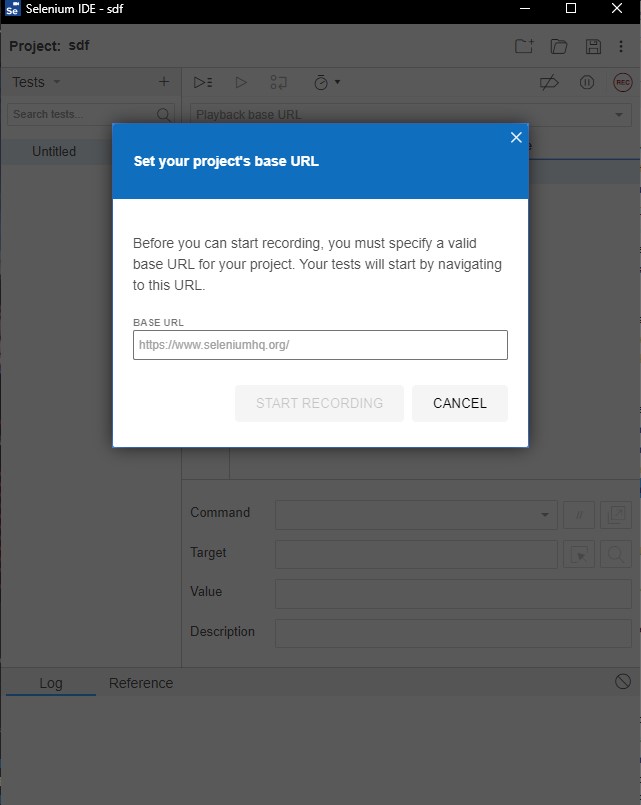 Se Selenium IDE - sdf
Project: sdf
Tests
REC
Search tests...
Playback base URL
Untitled
Set your project's base URL
Before you can start recording, you must specify a valid
base URL for your project. Your tests will start by navigating
to this URL.
BASE URL
https://www.seleniumhq.org/
START RECORDING
CANCEL
Command
//
Target
Value
Description
Log
Reference